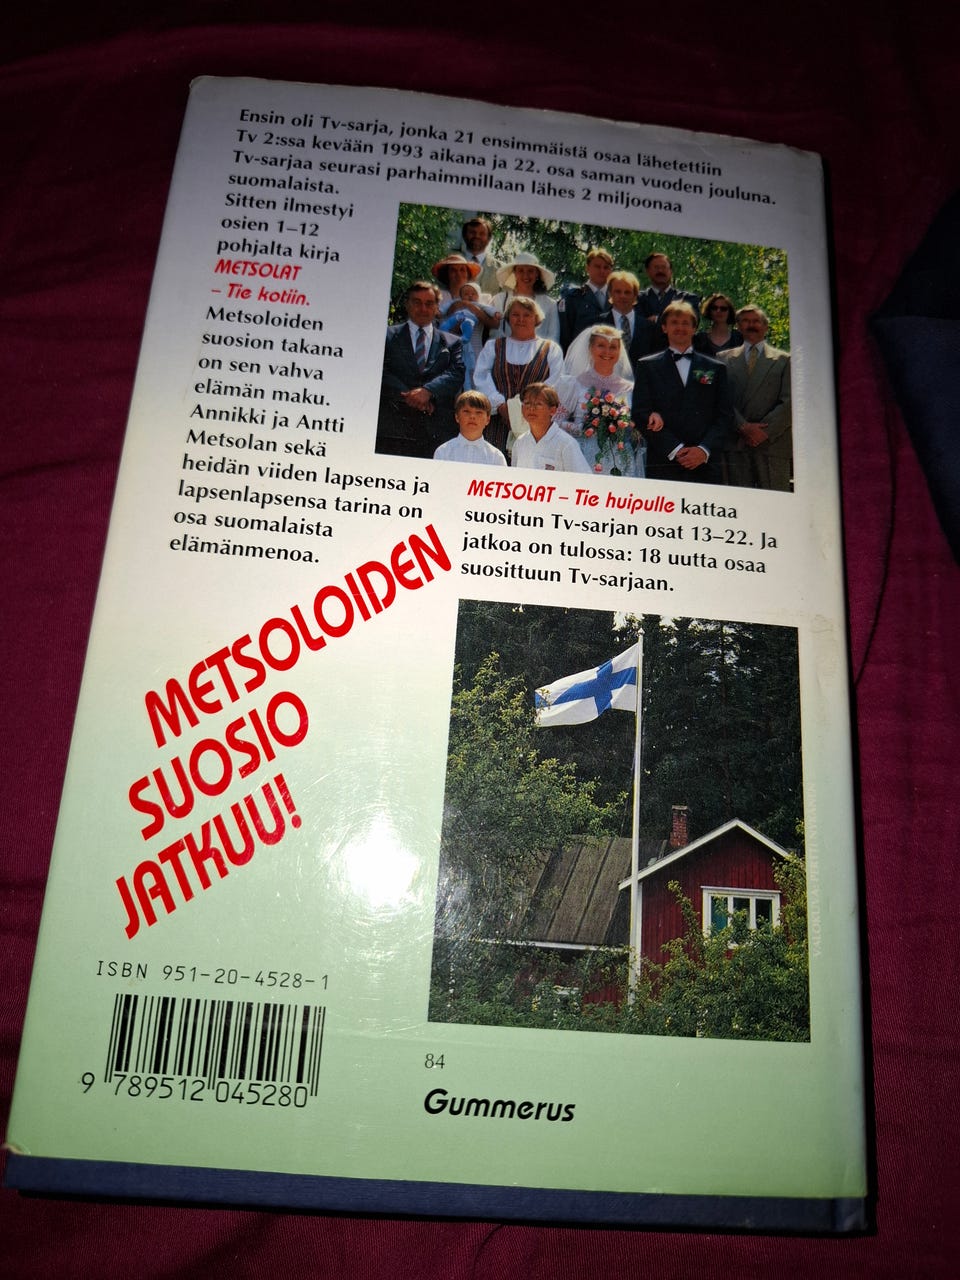 Ensin oli Tv-sarja, jonka 21 ensimmäistä osaa lähetettiin
Tv 2:ssa kevään 1993 aikana ja 22. osa saman vuoden jouluna.
Tv-sarjaa seurasi parhaimmillaan lähes 2 miljoonaa
suomalaista.
Sitten ilmestyi
osien 1–12
pohjalta kirja
METSOLAT
– Tie kotiin.
Metsoloiden
suosion takana
on sen vahva
elämän maku.
Annikki ja Antti
Metsolan sekä
heidän viiden lapsensa ja
lapsenlapsensa tarina on
osa suomalaista
elämänmenoa.
METSOLAT – Tie huipulle kattaa
suositun Tv-sarjan osat 13–22. Ja
jatkoa on tulossa: 18 uutta osaa
suosittuun Tv-sarjaan.
METSOLOIDEN
SUOSIO
JATKUU!
ISBN 951-20-4528-1
9 789512 045280
84
Gummerus
VALOKUVA: PERTTI